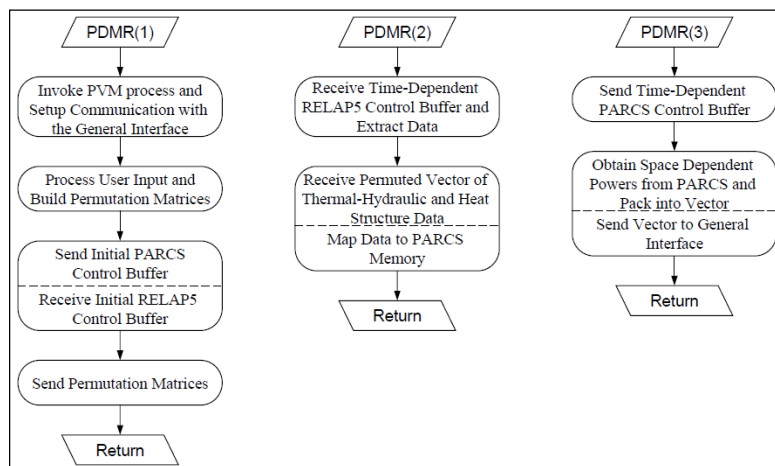 PDMR(1)
Invoke PVM process and
Setup Communication with
the General Interface
Process User Input and
Build Permutation Matrices
Send Initial PARCS
Control Buffer
Receive Initial RELAP5
Control Buffer
Send Permutation Matrices
Return
PDMR(2)
Receive Time-Dependent
RELAP5 Control Buffer and
Extract Data
Receive Permuted Vector of
Thermal-Hydraulic and Heat
Structure Data
Map Data to PARCS
Memory
Return
PDMR(3)
Send Time-Dependent
PARCS Control Buffer
Obtain Space Dependent
Powers from PARCS and
Pack into Vector
Send Vector to General
Interface
Return